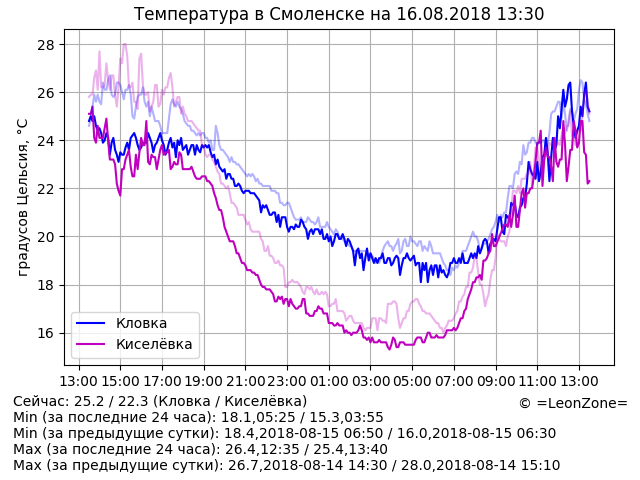 Температура в Смоленске на 16.08.2018 13:30
градусов Цельсия, °C
28
26
24
22
20
18
16
Кловка
Киселёвка
13:00 15:00 17:00 19:00 21:00 23:00 01:00 03:00 05:00 07:00 09:00 11:00 13:00
Сейчас: 25.2 / 22.3 (Кловка / Киселёвка)
© =LeonZone=
Min (за последние 24 часа): 18.1,05:25 / 15.3,03:55
Min (за предыдущие сутки): 18.4,2018-08-15 06:50 / 16.0,2018-08-15 06:30
Max (за последние 24 часа): 26.4,12:35 / 25.4,13:40
Max (за предыдущие сутки): 26.7,2018-08-14 14:30 / 28.0,2018-08-14 15:10